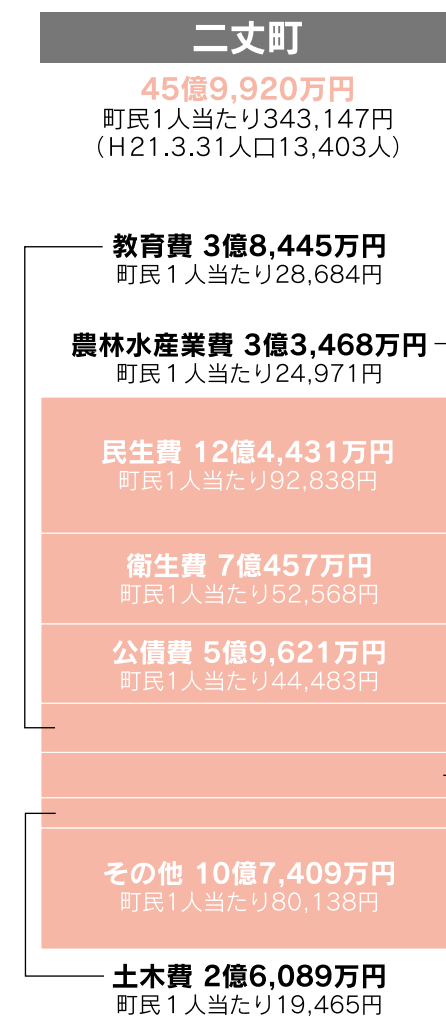 二丈町
45億9,920万円
町民1人当たり343,147円
（H21.3.31人口13,403人）
教育費 3億8,445万円
町民１人当たり28,684円
農林水産業費 3億3,468万円
町民１人当たり24,971円
民生費 12億4,431万円
町民1人当たり92,838円
衛生費 7億457万円
町民1人当たり52,568円
公債費 5億9,621万円
町民1人当たり44,483円
その他 10億7,409万円
町民1人当たり80,138円
土木費 2億6,089万円
町民１人当たり19,465円